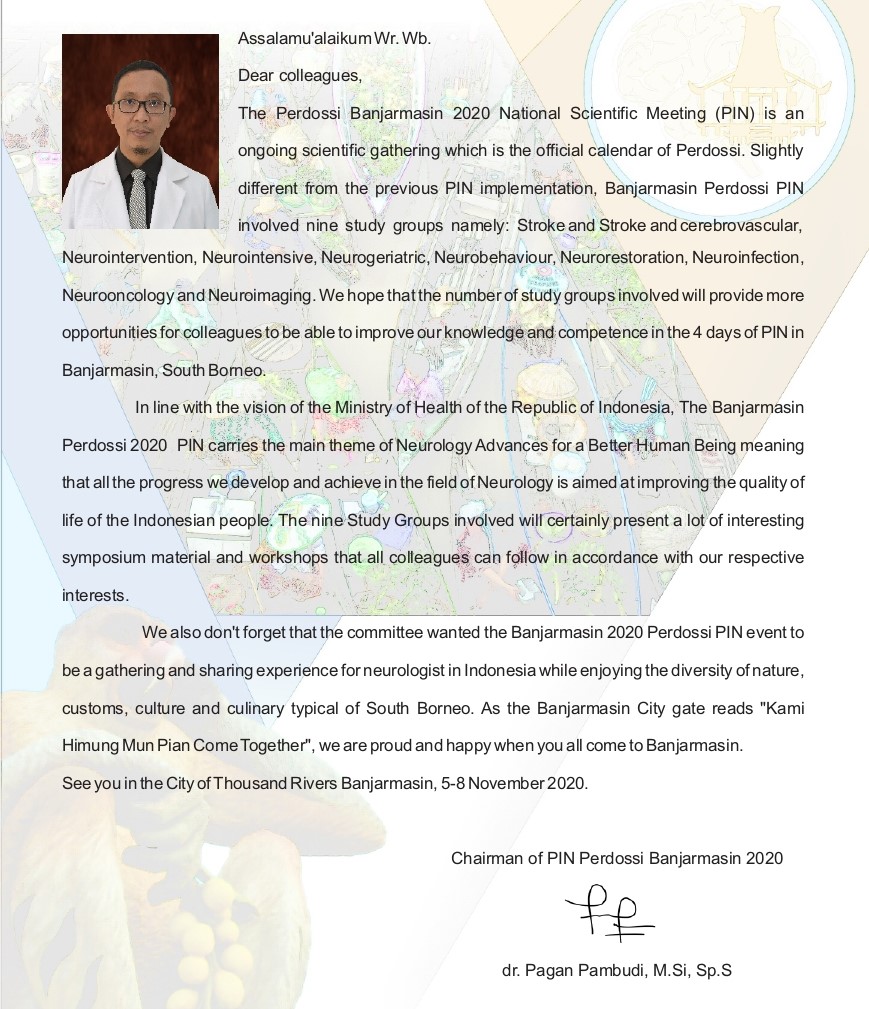 Assalamu'alaikum Wr. Wb.
Dear colleagues,
The Perdossi Banjarmasin 2020 National Scientific Meeting (PIN) is an
ongoing scientific gathering which is the official calendar of Perdossi. Slightly
different from the previous PIN implementation, Banjarmasin Perdossi PIN
involved nine study groups namely: Stroke and Stroke and cerebrovascular,
Neurointervention, Neurointensive, Neurogeriatric, Neurobehaviour, Neurorestoration, Neuroinfection,
Neurooncology and Neuroimaging. We hope that the number of study groups involved will provide more
opportunities for colleagues to be able to improve our knowledge and competence in the 4 days of PIN in
Banjarmasin, South Borneo.
In line with the vision of the Ministry of Health of the Republic of Indonesia, The Banjarmasin
Perdossi 2020 PIN carries the main theme of Neurology Advances for a Better Human Being meaning
that all the progress we develop and achieve in the field of Neurology is aimed at improving the quality of
life of the Indonesian people. The nine Study Groups involved will certainly present a lot of interesting
symposium material and workshops that all colleagues can follow in accordance with our respective
interests.
We also don't forget that the committee wanted the Banjarmasin 2020 Perdossi PIN event to
be a gathering and sharing experience for neurologist in Indonesia while enjoying the diversity of nature,
customs, culture and culinary typical of South Borneo. As the Banjarmasin City gate reads "Kami
Himung Mun Pian Come Together", we are proud and happy when you all come to Banjarmasin.
See you in the City of Thousand Rivers Banjarmasin, 5-8 November 2020.
Chairman of PIN Perdossi Banjarmasin 2020
dr. Pagan Pambudi, M.Si, Sp.S